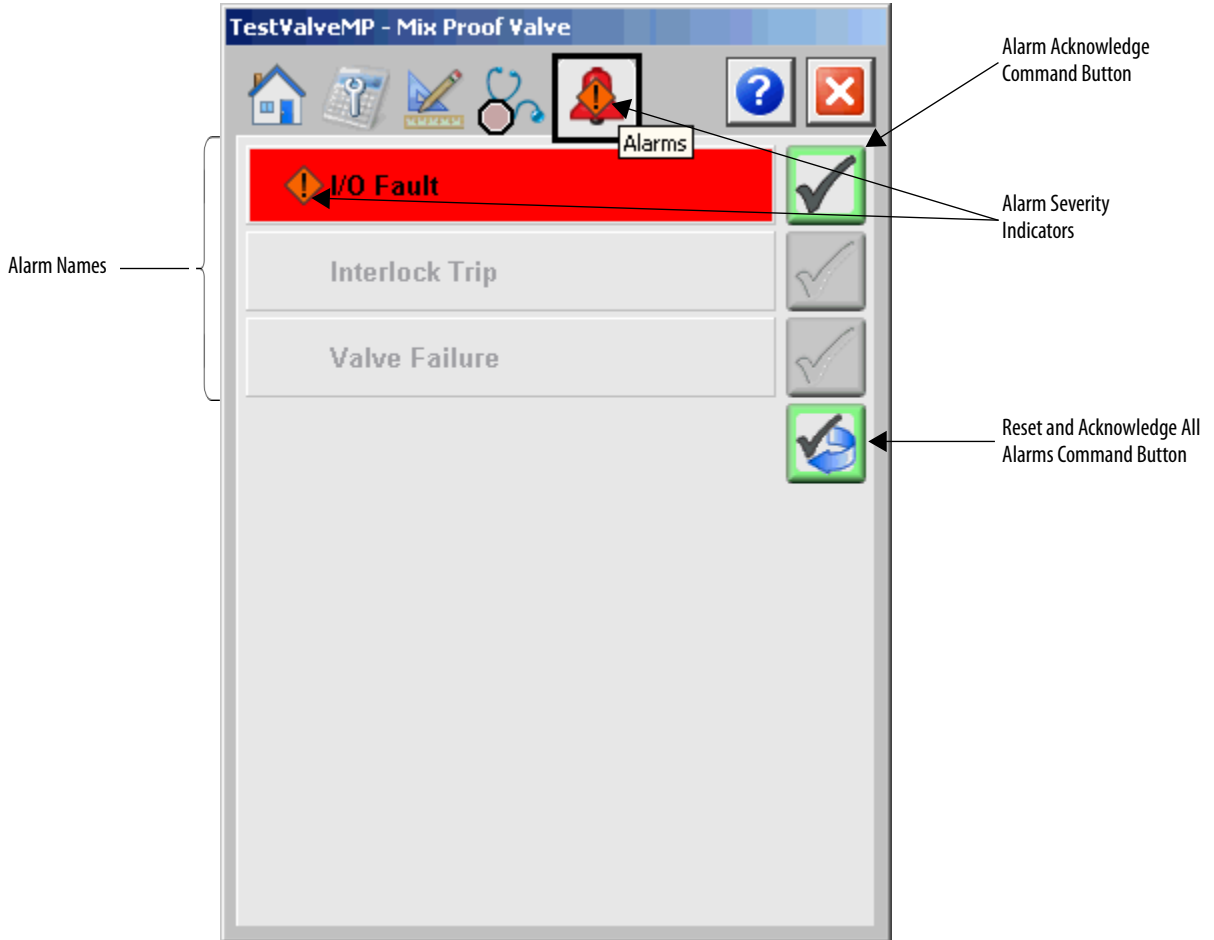 TestValveMP - Mix Proof Valve
Alarm Acknowledge
Command Button
?
Alarms
I/O Fault
Alarm Severity
Indicators
Alarm Names
Interlock Trip
Valve Failure
Reset and Acknowledge All
Alarms Command Button